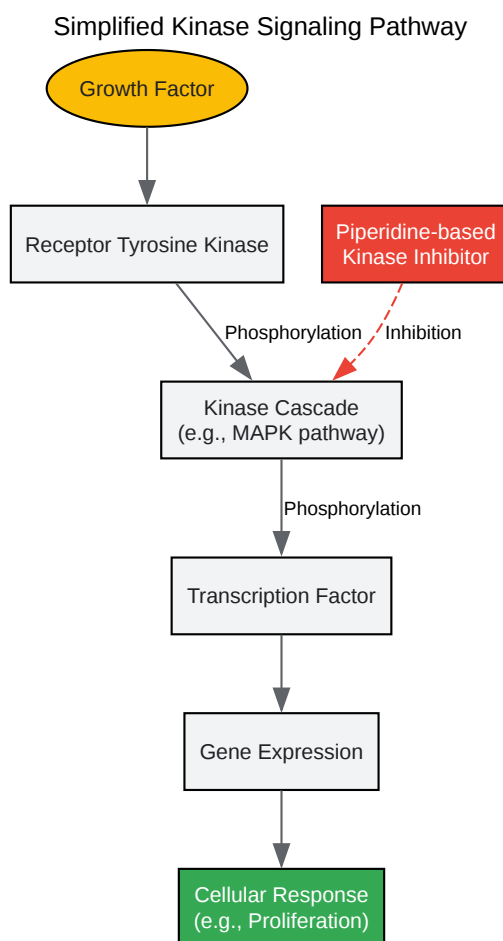 Simplified Kinase Signaling Pathway
Growth Factor
Receptor Tyrosine Kinase
Piperidine-based
Kinase Inhibitor
Phosphorylation
Inhibition
Kinase Cascade
(e.g., MAPK pathway)
Phosphorylation
Transcription Factor
Gene Expression
Cellular Response
(e.g., Proliferation)